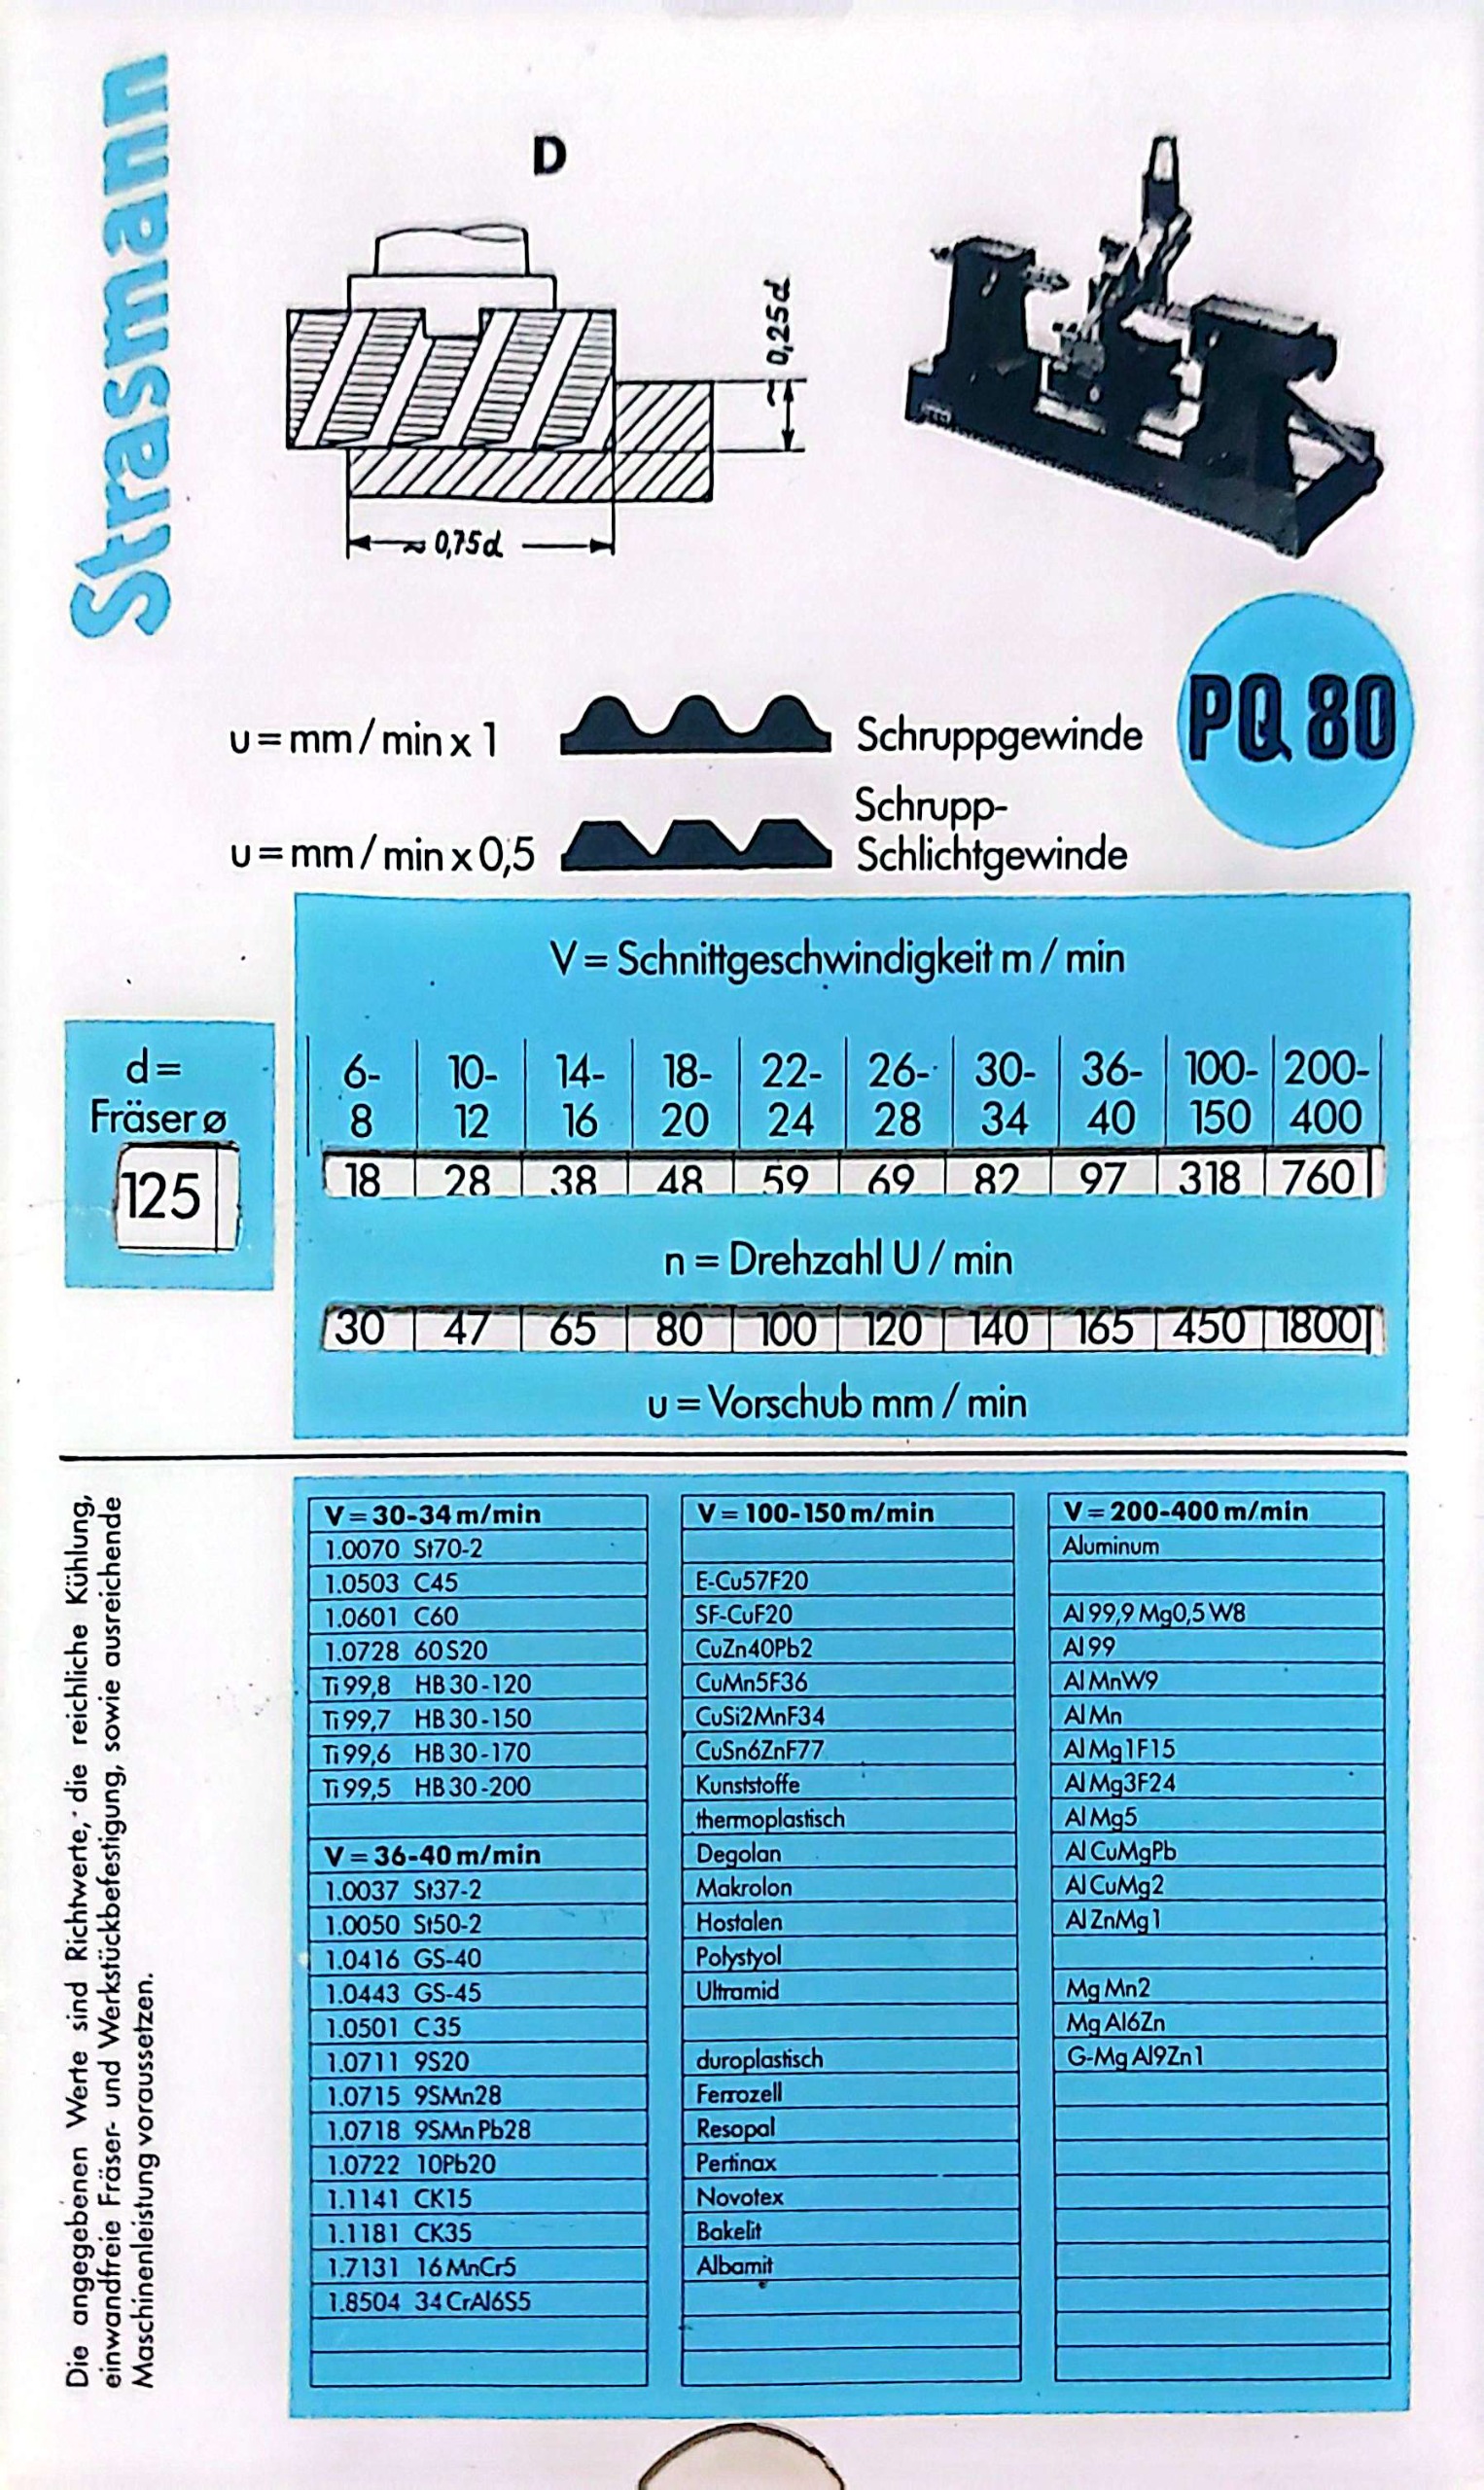 Strasmann
D
~ 0,25d
≈ 0,75d
PQ 80
u = mm / min x 1
Schruppgewinde
u = mm / min x 0,5
Schrupp-
Schlichtgewinde
V = Schnittgeschwindigkeit m / min
d =
Fräser ø
125
6- 10- 14- 18- 22- 26- 30- 36- 100- 200-
8 12 16 20 24 28 34 40 150 400
18 28 38 48 59 69 82 97 318 760
n = Drehzahl U / min
30 47 65 80 100 120 140 165 450 1800
u = Vorschub mm / min
Die angegebenen Werte sind Richtwerte, die reichliche Kühlung,
einwandfreie Fräser- und Werkstückbefestigung, sowie ausreichende
Maschinenleistung voraussetzen.
V = 30-34 m/min
1.0070 St70-2
1.0503 C45
1.0601 C60
1.0728 60 S20
Ti 99,8 HB 30-120
Ti 99,7 HB 30-150
Ti 99,6 HB 30-170
Ti 99,5 HB 30-200
V = 36-40 m/min
1.0037 St37-2
1.0050 St50-2
1.0416 GS-40
1.0443 GS-45
1.0501 C35
1.0711 9S20
1.0715 9SMn28
1.0718 9SMn Pb28
1.0722 10Pb20
1.1141 CK15
1.1181 CK35
1.7131 16 MnCr5
1.8504 34 CrAl6S5
V = 100-150 m/min
E-Cu57F20
SF-CuF20
CuZn40Pb2
CuMn5F36
CuSi2MnF34
CuSn6ZnF77
Kunststoffe
thermoplastisch
Degolan
Makrolon
Hostalen
Polystyol
Ultramid
duroplastisch
Ferrozell
Resopal
Pertinax
Novotex
Bakelit
Albamit
V = 200-400 m/min
Aluminum
Al 99,9 Mg0,5 W8
Al 99
Al MnW9
Al Mn
Al Mg1F15
Al Mg3F24
Al Mg5
Al CuMgPb
Al CuMg2
Al ZnMg1
Mg Mn2
Mg Al6Zn
G-Mg Al9Zn1